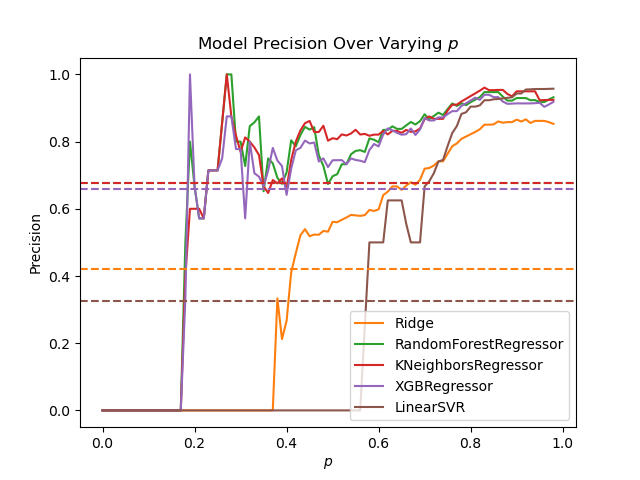 Model Precision Over Varying p
Precision
1.0
0.8
0.6
0.4
0.2
0.0
0.0 0.2 0.4 0.6 0.8 1.0
p
Ridge
RandomForestRegressor
KNeighborsRegressor
XGBRegressor
LinearSVR